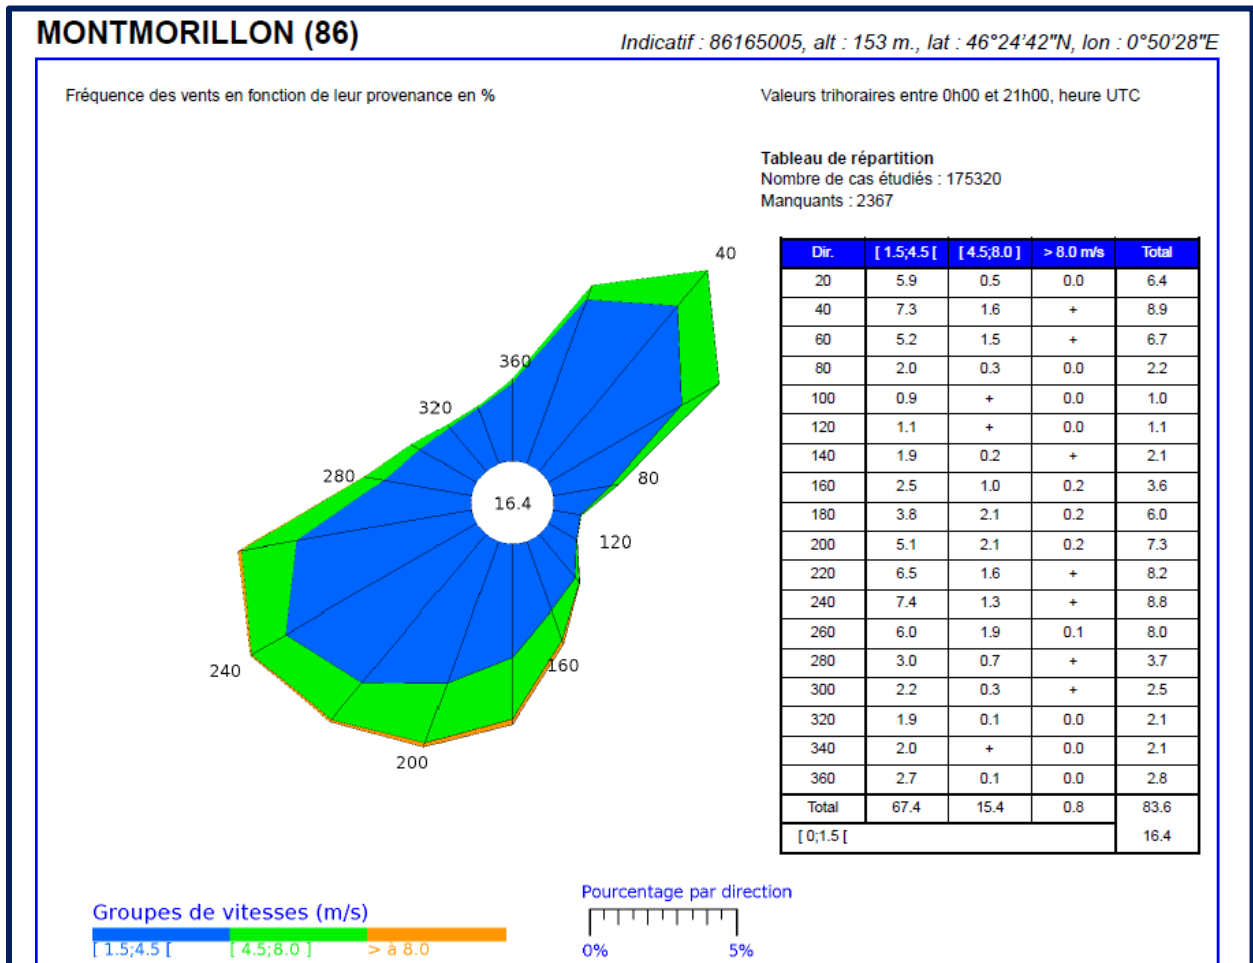 MONTMORILLON (86)
Indicatif : 86165005, alt : 153 m., lat : 46°24'42"N, lon : 0°50'28"E
Fréquence des vents en fonction de leur provenance en %
Valeurs trihoraires entre 0h00 et 21h00, heure UTC
Tableau de répartition
Nombre de cas étudiés : 175320
Manquants : 2367
40
360
320
280
80
16.4
120
160
240
200
Dir. [ 1.5;4.5 [ [ 4.5;8.0 ] > 8.0 m/s Total
20 5.9 0.5 0.0 6.4
40 7.3 1.6 + 8.9
60 5.2 1.5 + 6.7
80 2.0 0.3 0.0 2.2
100 0.9 + 0.0 1.0
120 1.1 + 0.0 1.1
140 1.9 0.2 + 2.1
160 2.5 1.0 0.2 3.6
180 3.8 2.1 0.2 6.0
200 5.1 2.1 0.2 7.3
220 6.5 1.6 + 8.2
240 7.4 1.3 + 8.8
260 6.0 1.9 0.1 8.0
280 3.0 0.7 + 3.7
300 2.2 0.3 + 2.5
320 1.9 0.1 0.0 2.1
340 2.0 + 0.0 2.1
360 2.7 0.1 0.0 2.8
Total 67.4 15.4 0.8 83.6
[ 0;1.5 [ 16.4
Groupes de vitesses (m/s)
[ 1.5;4.5 [ [ 4.5;8.0 ] > à 8.0
Pourcentage par direction
0% 5%